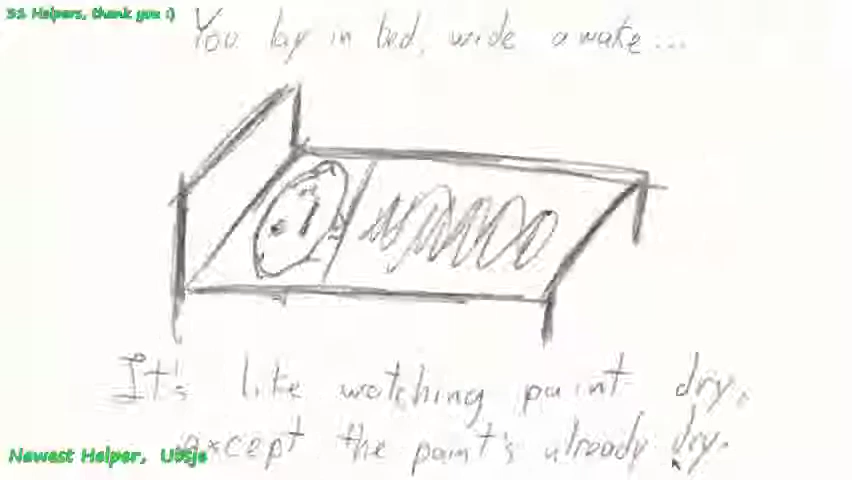 31 Helpers, thank you :)
You lay in bed, wide awake...
It's like watching paint dry,
except the paint's already dry.
Newest Helper,